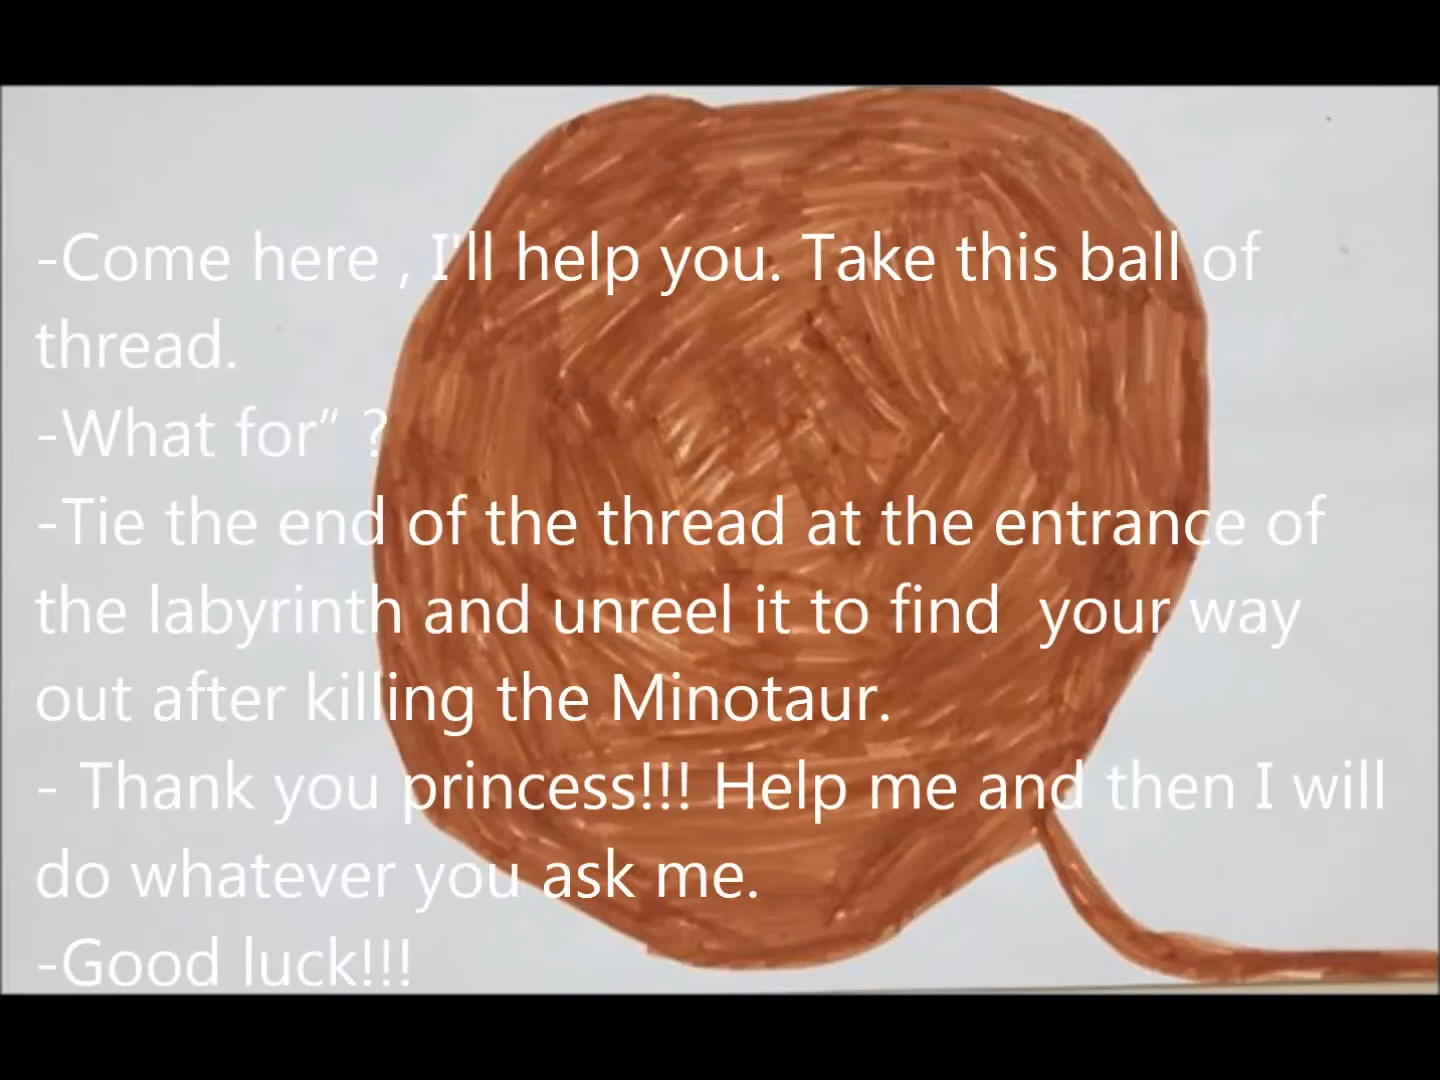 -Come here , I'll help you. Take this ball of
thread.
-What for” ?
-Tie the end of the thread at the entrance of
the labyrinth and unreel it to find  your way
out after killing the Minotaur.
- Thank you princess!!! Help me and then I will
do whatever you ask me.
-Good luck!!!